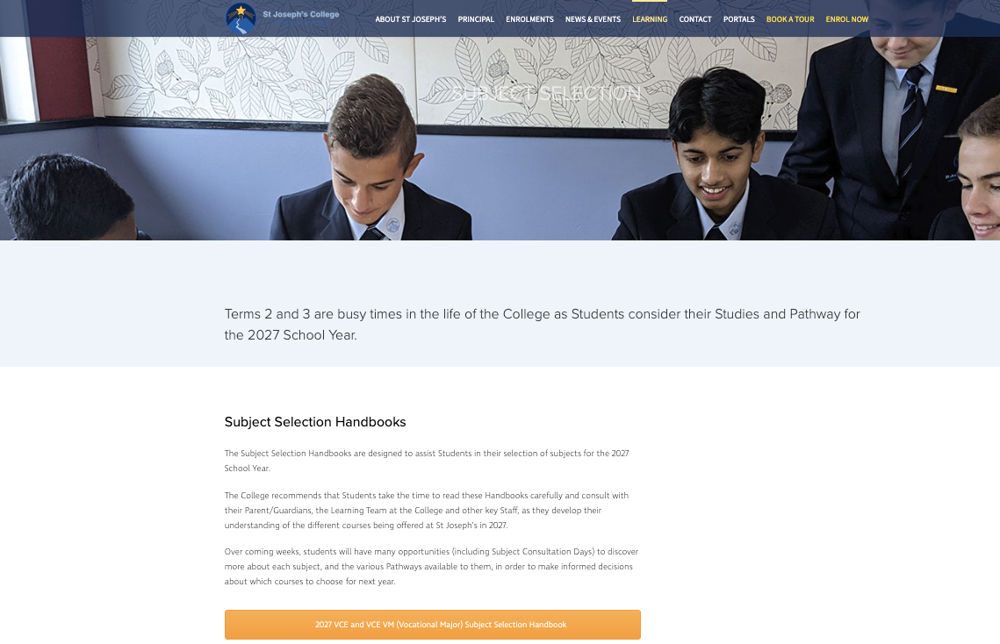 St Joseph's College
ABOUT ST JOSEPH'S PRINCIPAL ENROLMENTS NEWS & EVENTS LEARNING CONTACT PORTALS BOOK A TOUR ENROL NOW
SUBJECT SELECTION
Terms 2 and 3 are busy times in the life of the College as Students consider their Studies and Pathway for
the 2027 School Year.
Subject Selection Handbooks
The Subject Selection Handbooks are designed to assist Students in their selection of subjects for the 2027
School Year.
The College recommends that Students take the time to read these Handbooks carefully and consult with
their Parent/Guardians, the Learning Team at the College and other key Staff, as they develop their
understanding of the different courses being offered at St Joseph's in 2027.
Over coming weeks, students will have many opportunities (including Subject Consultation Days) to discover
more about each subject, and the various Pathways available to them, in order to make informed decisions
about which courses to choose for next year.
2027 VCE and VCE VM (Vocational Major) Subject Selection Handbook